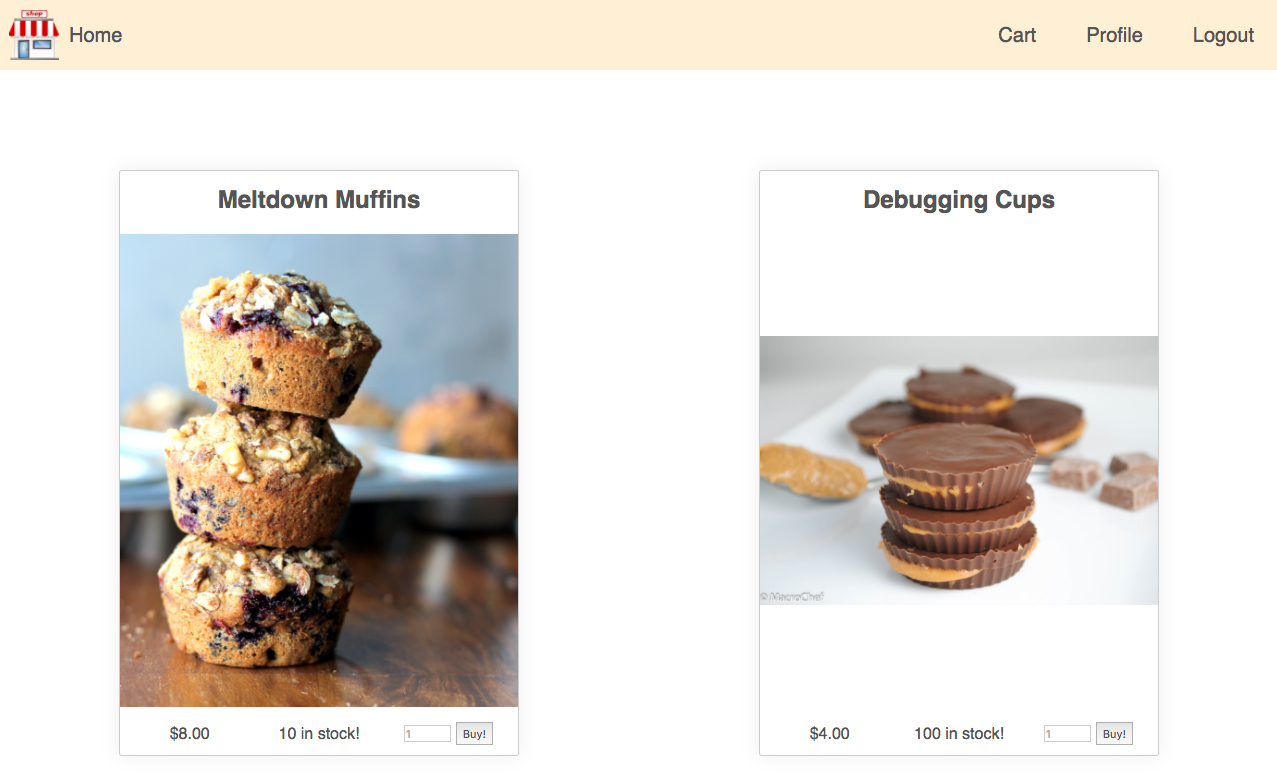 shop
Home
Cart
Profile
Logout
Meltdown Muffins
Debugging Cups
© MacroChef
$8.00
10 in stock!
1
Buy!
$4.00
100 in stock!
1
Buy!